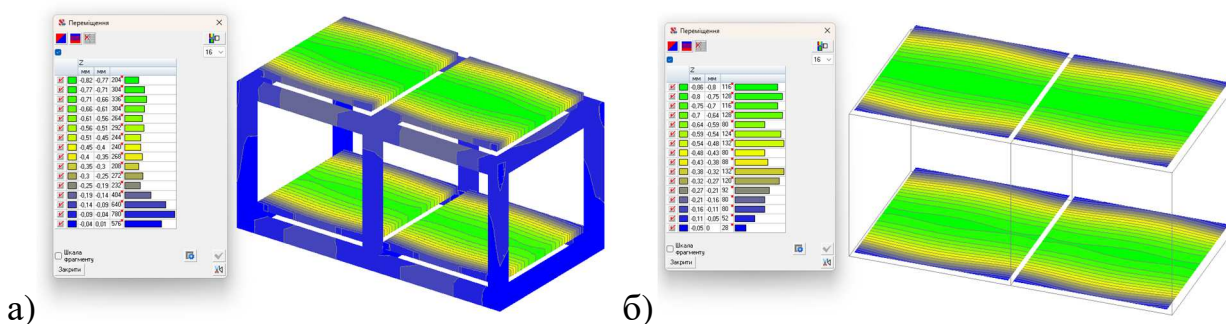 Переміщення
16
Z
мм мм
-0,82 -0,77 204
-0,77 -0,71 304
-0,71 -0,66 336
-0,66 -0,61 304
-0,61 -0,56 264
-0,56 -0,51 292
-0,51 -0,45 244
-0,45 -0,4 240
-0,4 -0,35 268
-0,35 -0,3 208
-0,3 -0,25 272
-0,25 -0,19 232
-0,19 -0,14 404
-0,14 -0,09 640
-0,09 -0,04 780
-0,04 0,01 576
Шкала
фрагменту
Закрити
а)
Переміщення
16
Z
мм мм
-0,86 -0,8 116
-0,8 -0,75 128
-0,75 -0,7 116
-0,7 -0,64 128
-0,64 -0,59 80
-0,59 -0,54 124
-0,54 -0,48 132
-0,48 -0,43 80
-0,43 -0,38 88
-0,38 -0,32 132
-0,32 -0,27 120
-0,27 -0,21 92
-0,21 -0,16 80
-0,16 -0,11 80
-0,11 -0,05 52
-0,05 0 28
Шкала
фрагменту
Закрити
б)